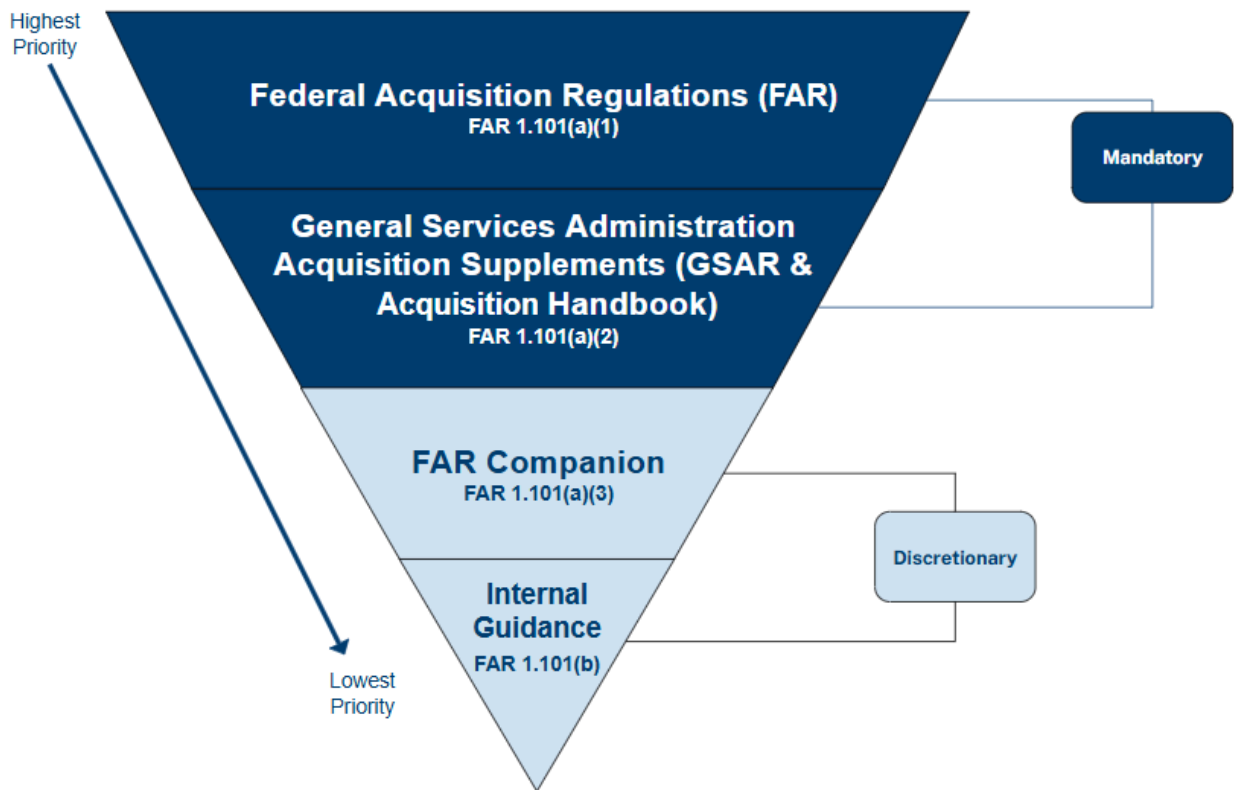 Highest
Priority
Federal Acquisition Regulations (FAR)
FAR 1.101(a)(1)
Mandatory
General Services Administration
Acquisition Supplements (GSAR &
Acquisition Handbook)
FAR 1.101(a)(2)
FAR Companion
FAR 1.101(a)(3)
Discretionary
Internal
Guidance
FAR 1.101(b)
Lowest
Priority